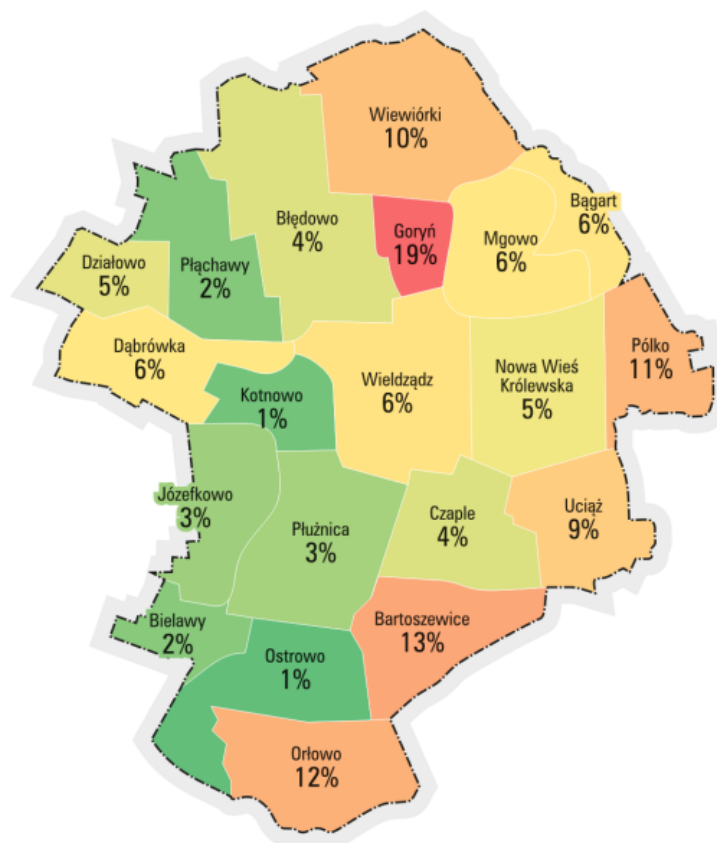 Wiewiórki
10%
Bągart
6%
Błędowo
4%
Goryń
19%
Mgowo
6%
Działowo
5%
Płąchawy
2%
Dąbrówka
6%
Wieldządz
6%
Nowa Wieś
Królewska
5%
Pólko
11%
Kotnowo
1%
Józefkowo
3%
Płużnica
3%
Czaple
4%
Uciąż
9%
Bielawy
2%
Bartoszewice
13%
Ostrowo
1%
Orłowo
12%